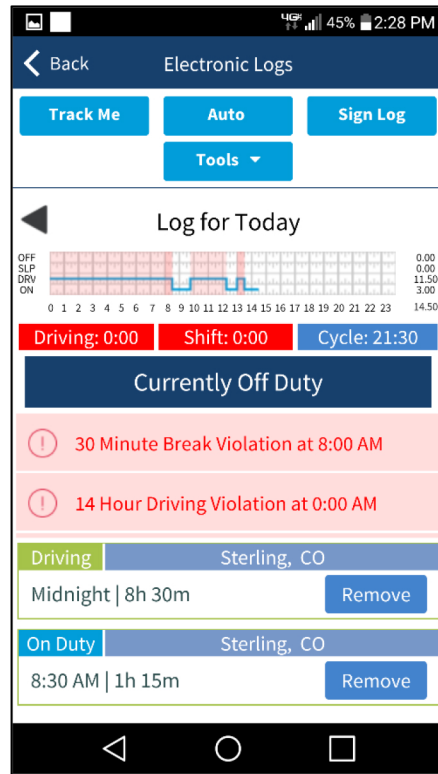 4G 45% 2:28 PM
Back Electronic Logs
Track Me Auto Sign Log
Tools
Log for Today
OFF 0.00
SLP 0.00
DRV 11.50
ON 3.00
0 1 2 3 4 5 6 7 8 9 10 11 12 13 14 15 16 17 18 19 20 21 22 23 14.50
Driving: 0:00 Shift: 0:00 Cycle: 21:30
Currently Off Duty
30 Minute Break Violation at 8:00 AM
14 Hour Driving Violation at 0:00 AM
Driving Sterling, CO
Midnight | 8h 30m Remove
On Duty Sterling, CO
8:30 AM | 1h 15m Remove